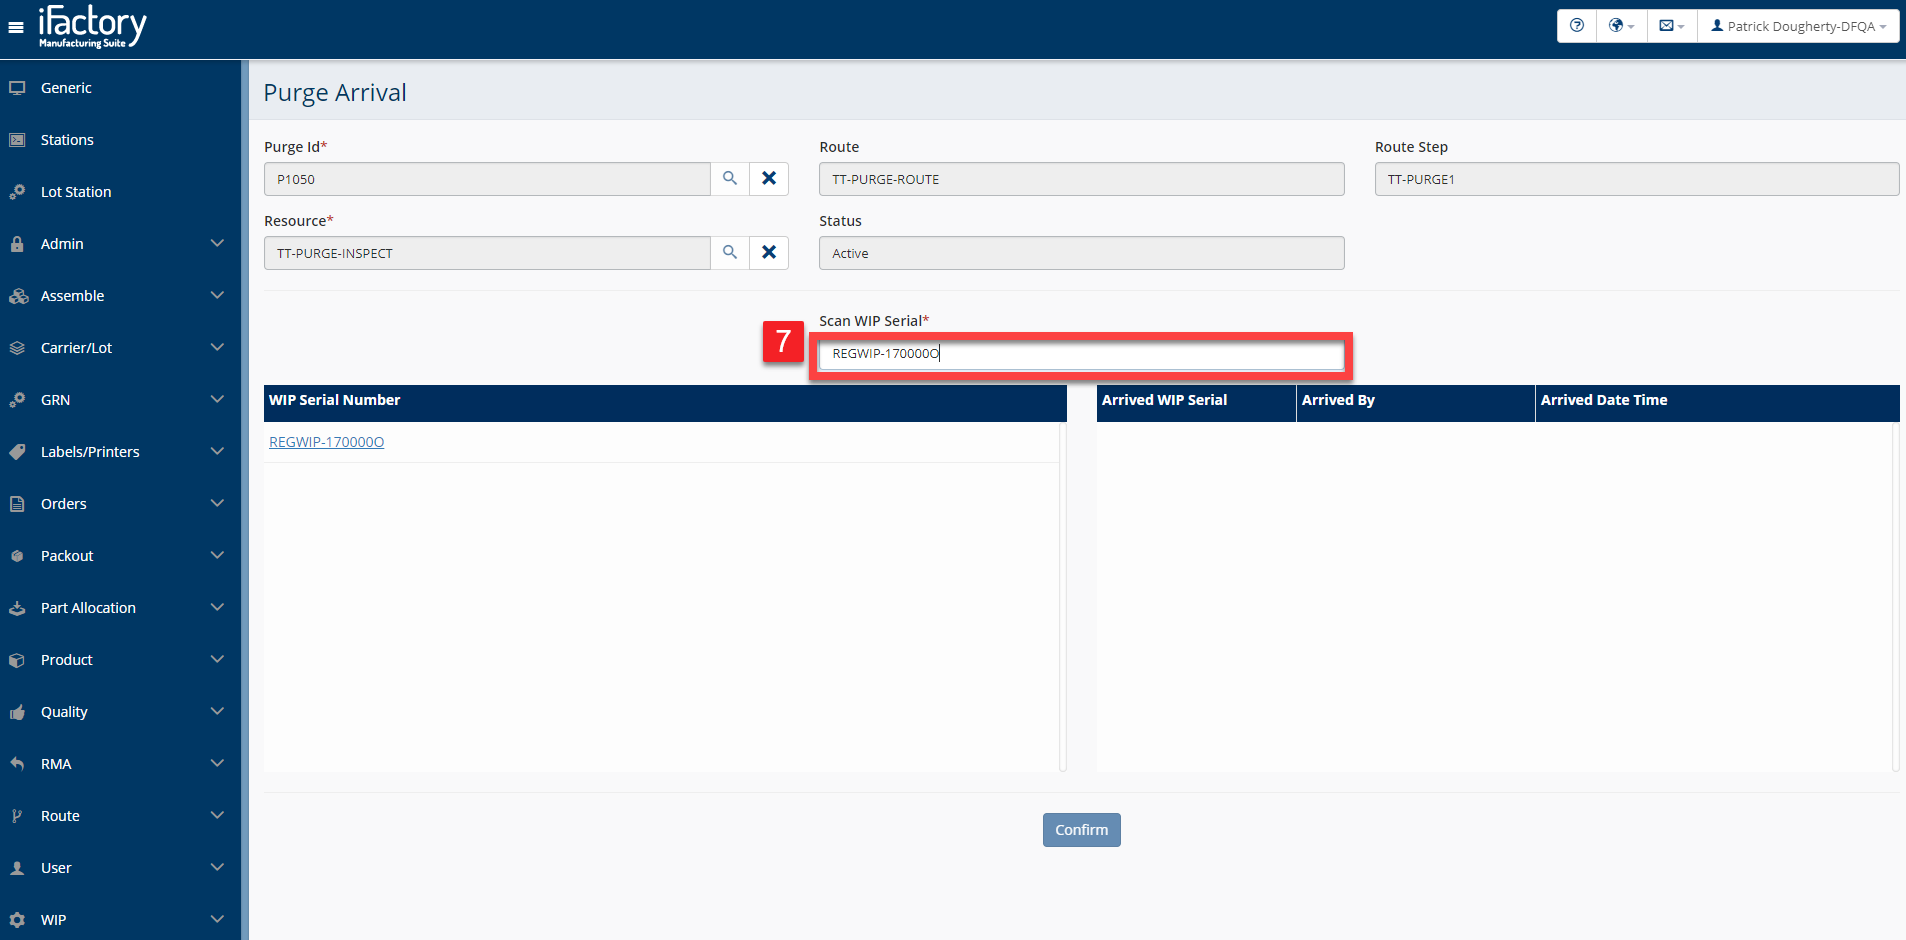 iFactory
Manufacturing Suite
Patrick Dougherty-DFQA
Generic
Stations
Lot Station
Admin
Assemble
Carrier/Lot
GRN
Labels/Printers
Orders
Packout
Part Allocation
Product
Quality
RMA
Route
User
WIP
Purge Arrival
Purge Id*
P1050
Route
TT-PURGE-ROUTE
Route Step
TT-PURGE1
Resource*
TT-PURGE-INSPECT
Status
Active
Scan WIP Serial*
7
REGWIP-170000O
WIP Serial Number
REGWIP-170000O
Arrived WIP Serial
Arrived By
Arrived Date Time
Confirm